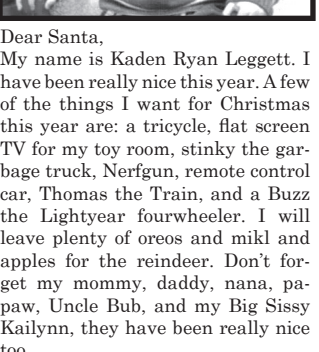 Dear Santa,
My name is Kaden Ryan Leggett. I
have been really nice this year. A few
of the things I want for Christmas
this year are: a tricycle, flat screen
TV for my toy room, stinky the gar-
bage truck, Nerfgun, remote control
car, Thomas the Train, and a Buzz
the Lightyear fourwheeler. I will
leave plenty of oreos and mikl and
apples for the reindeer. Don't for-
get my mommy, daddy, nana, pa-
paw, Uncle Bub, and my Big Sissy
Kailynn, they have been really nice
too